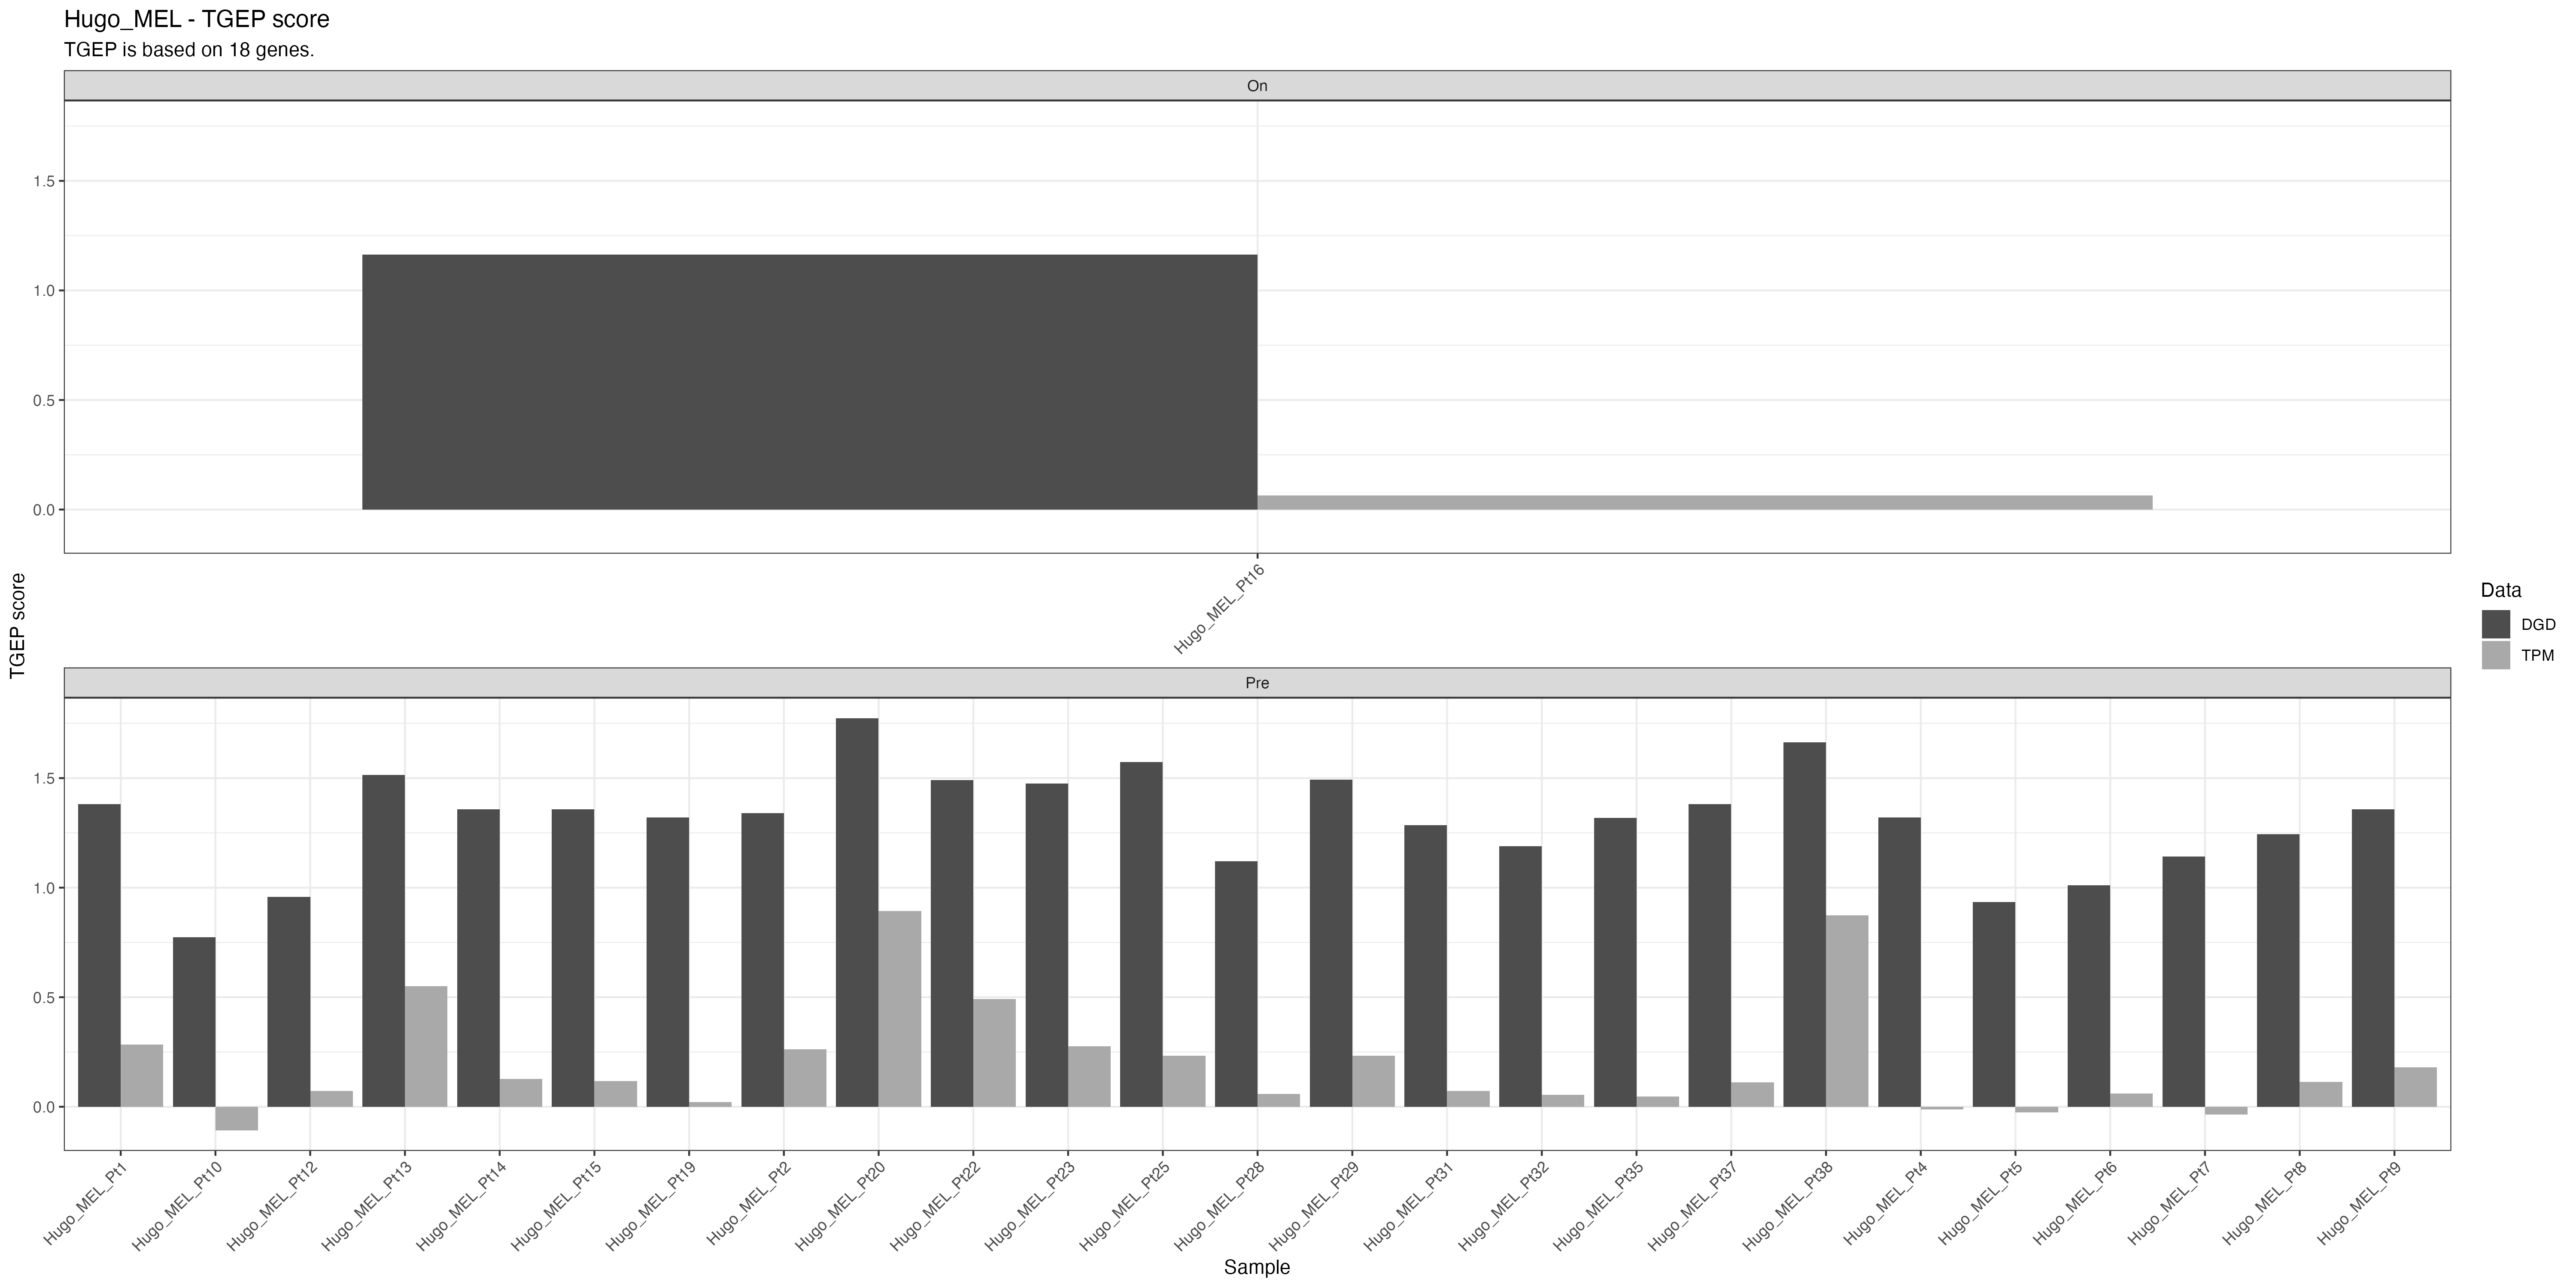 Hugo_MEL - TGEP score
TGEP is based on 18 genes.
On
1.5
1.0
0.5
0.0
Hugo_MEL_Pt16
TGEP score
Data
DGD
TPM
Pre
1.5
1.0
0.5
0.0
Hugo_MEL_Pt1
Hugo_MEL_Pt10
Hugo_MEL_Pt12
Hugo_MEL_Pt13
Hugo_MEL_Pt14
Hugo_MEL_Pt15
Hugo_MEL_Pt19
Hugo_MEL_Pt2
Hugo_MEL_Pt20
Hugo_MEL_Pt22
Hugo_MEL_Pt23
Hugo_MEL_Pt25
Hugo_MEL_Pt28
Hugo_MEL_Pt29
Hugo_MEL_Pt31
Hugo_MEL_Pt32
Hugo_MEL_Pt35
Hugo_MEL_Pt37
Hugo_MEL_Pt38
Hugo_MEL_Pt4
Hugo_MEL_Pt5
Hugo_MEL_Pt6
Hugo_MEL_Pt7
Hugo_MEL_Pt8
Hugo_MEL_Pt9
Sample